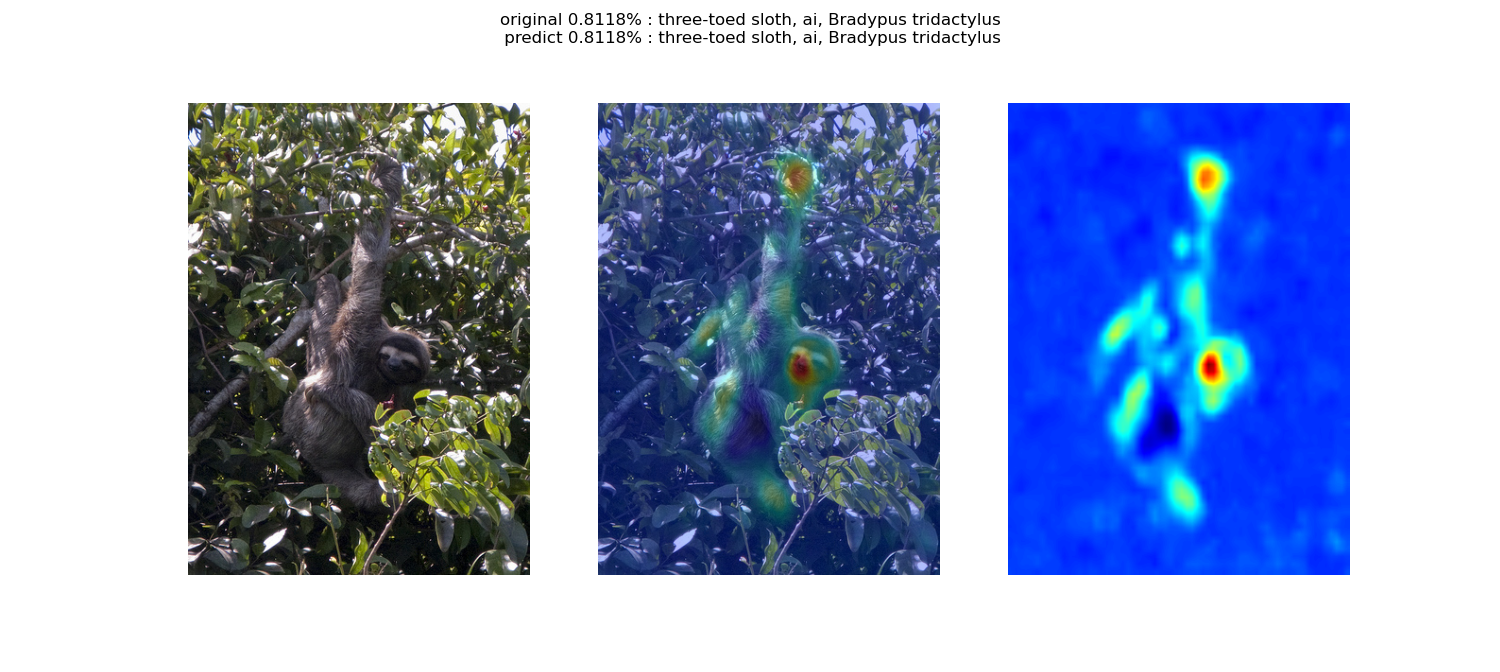 original 0.8118% : three-toed sloth, ai, Bradypus tridactylus
predict 0.8118% : three-toed sloth, ai, Bradypus tridactylus